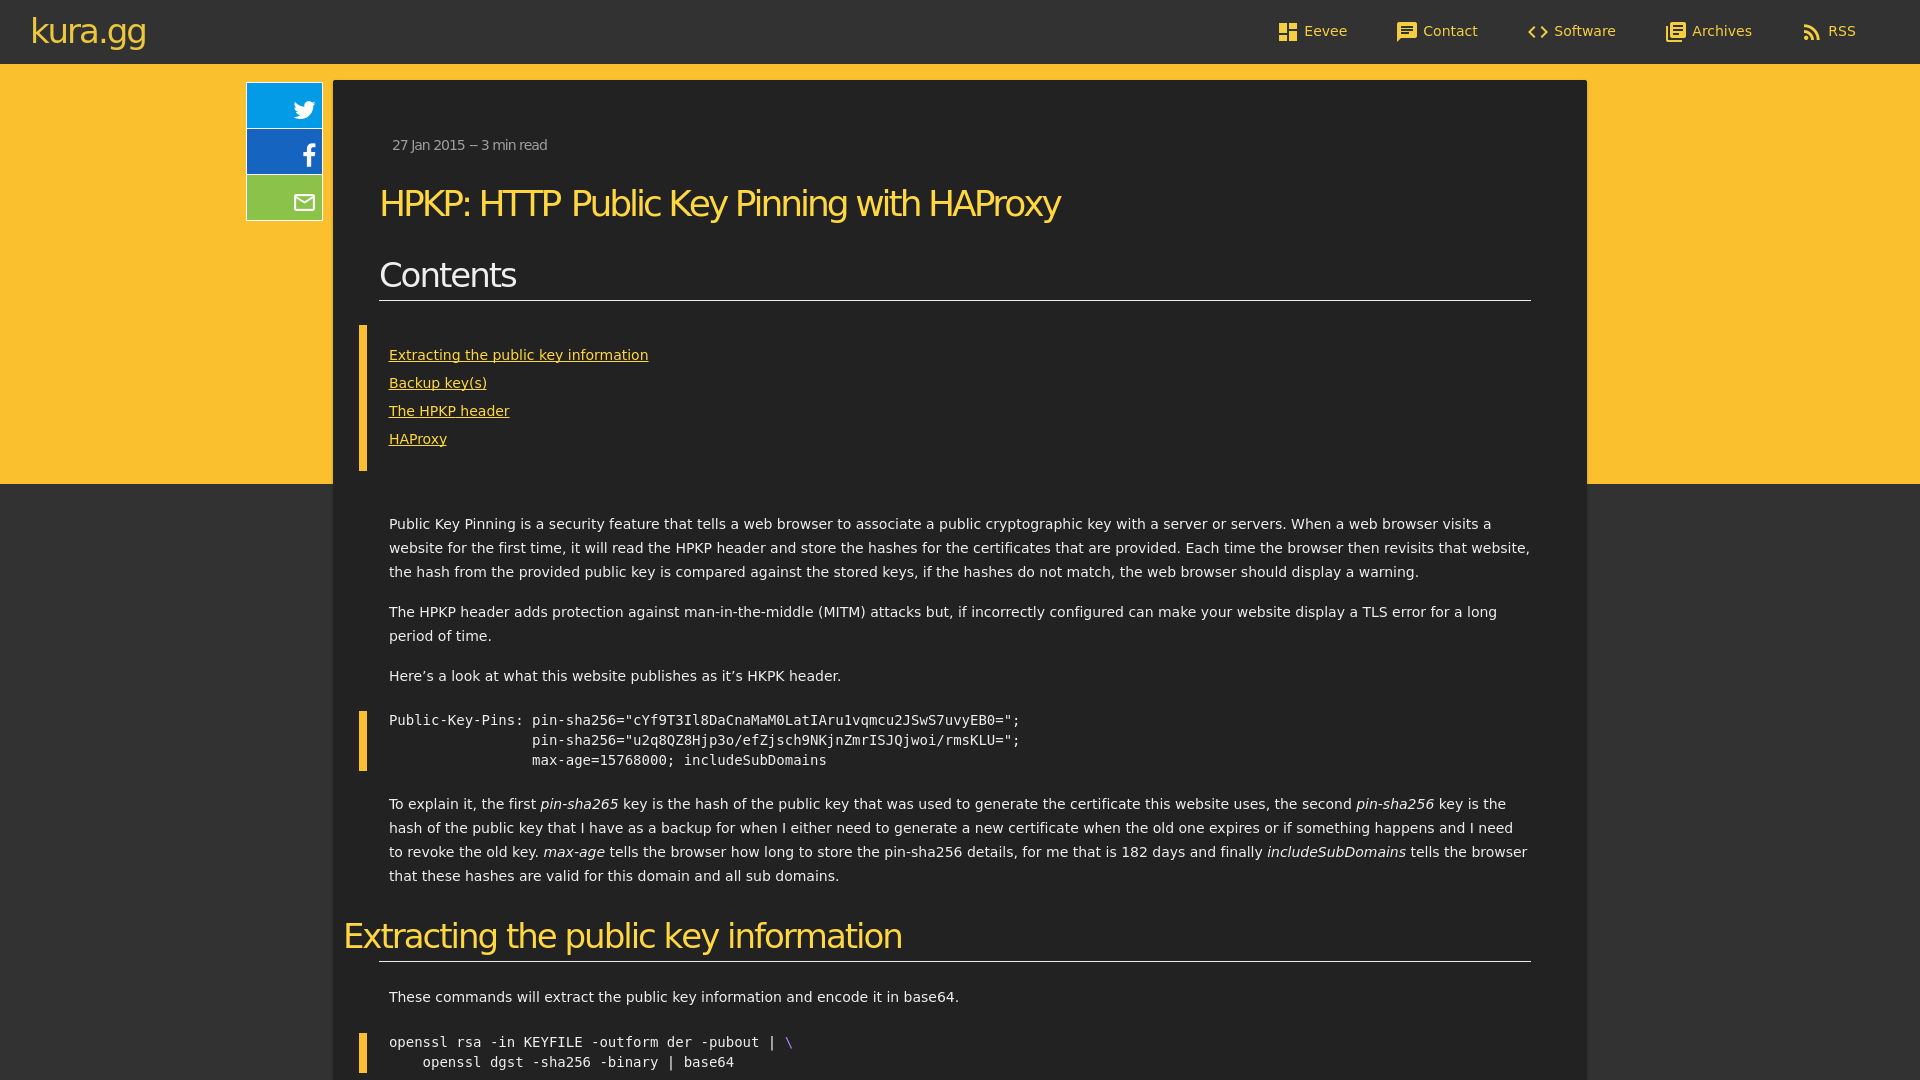 kura.gg
Eevee
Contact
Software
Archives
RSS
27 Jan 2015 – 3 min read
HPKP: HTTP Public Key Pinning with HAProxy
Contents
Extracting the public key information
Backup key(s)
The HPKP header
HAProxy
Public Key Pinning is a security feature that tells a web browser to associate a public cryptographic key with a server or servers. When a web browser visits a
website for the first time, it will read the HPKP header and store the hashes for the certificates that are provided. Each time the browser then revisits that website,
the hash from the provided public key is compared against the stored keys, if the hashes do not match, the web browser should display a warning.
The HPKP header adds protection against man-in-the-middle (MITM) attacks but, if incorrectly configured can make your website display a TLS error for a long
period of time.
Here’s a look at what this website publishes as it’s HKPK header.
Public-Key-Pins: pin-sha256="cYf9T3Il8DaCnaMaM0LatIAru1vqmcu2JSwS7uvyEB0=";
pin-sha256="u2q8QZ8Hjp3o/efZjsch9NKjnZmrISJQjwoi/rmsKLU=";
max-age=15768000; includeSubDomains
To explain it, the first pin-sha265 key is the hash of the public key that was used to generate the certificate this website uses, the second pin-sha256 key is the
hash of the public key that I have as a backup for when I either need to generate a new certificate when the old one expires or if something happens and I need
to revoke the old key. max-age tells the browser how long to store the pin-sha256 details, for me that is 182 days and finally includeSubDomains tells the browser
that these hashes are valid for this domain and all sub domains.
Extracting the public key information
These commands will extract the public key information and encode it in base64.
openssl rsa -in KEYFILE -outform der -pubout | \
openssl dgst -sha256 -binary | base64